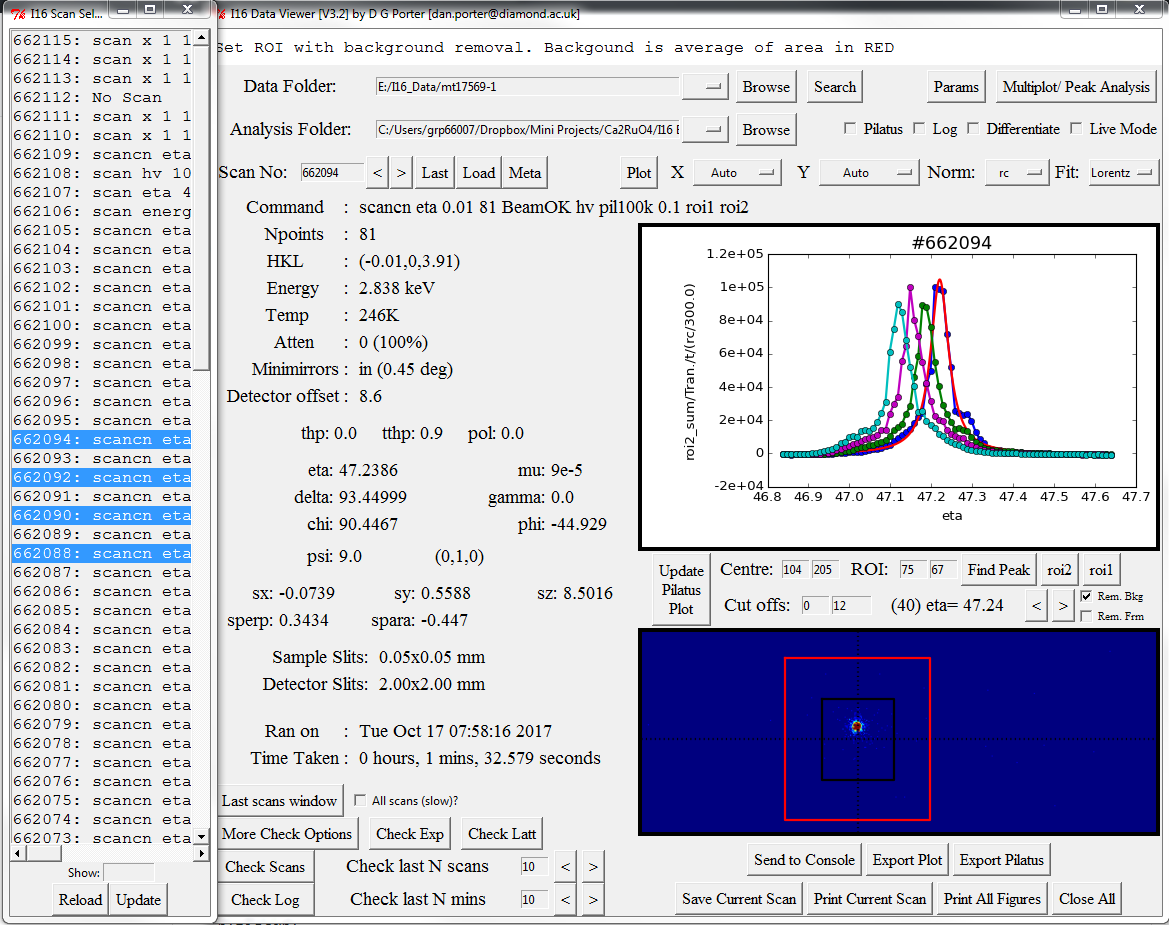 I16 Scan Sel...
662115: scan x 1 1
662114: scan x 1 1
662113: scan x 1 1
662112: No Scan
662111: scan x 1 1
662110: scan x 1 1
662109: scancn eta
662108: scan hv 10
662107: scan eta 4
662106: scan energ
662105: scancn eta
662104: scancn eta
662103: scancn eta
662102: scancn eta
662101: scancn eta
662100: scancn eta
662099: scancn eta
662098: scancn eta
662097: scancn eta
662096: scancn eta
662095: scancn eta
662094: scancn eta
662093: scancn eta
662092: scancn eta
662091: scancn eta
662090: scancn eta
662089: scancn eta
662088: scancn eta
662087: scancn eta
662086: scancn eta
662085: scancn eta
662084: scancn eta
662083: scancn eta
662082: scancn eta
662081: scancn eta
662080: scancn eta
662079: scancn eta
662078: scancn eta
662077: scancn eta
662076: scancn eta
662075: scancn eta
662074: scancn eta
662073: scancn eta
Show:
Reload Update
I16 Data Viewer [V3.2] by D G Porter [dan.porter@diamond.ac.uk]
Set ROI with background removal. Backgound is average of area in RED
Data Folder: E:/I16_Data/mt17569-1 Browse Search Params Multiplot/ Peak Analysis
Analysis Folder: C:/Users/grp66007/Dropbox/Mini Projects/Ca2RuO4/I16 E Browse Pilatus Log Differentiate Live Mode
Scan No: 662094 < > Last Load Meta Plot X Auto Y Auto Norm: rc Fit: Lorentz
Command : scancn eta 0.01 81 BeamOK hv pil100k 0.1 roi1 roi2
Npoints : 81
HKL : (-0.01,0,3.91)
Energy : 2.838 keV
Temp : 246K
Atten : 0 (100%)
Minimirrors : in (0.45 deg)
Detector offset : 8.6
thp: 0.0 tthp: 0.9 pol: 0.0
eta: 47.2386 mu: 9e-5
delta: 93.44999 gamma: 0.0
chi: 90.4467 phi: -44.929
psi: 9.0 (0,1,0)
sx: -0.0739 sy: 0.5588 sz: 8.5016
sperp: 0.3434 spara: -0.447
Sample Slits: 0.05x0.05 mm
Detector Slits: 2.00x2.00 mm
Ran on : Tue Oct 17 07:58:16 2017
Time Taken : 0 hours, 1 mins, 32.579 seconds
Last scans window All scans (slow)?
More Check Options Check Exp Check Latt
Check Scans Check last N scans 10 < >
Check Log Check last N mins 10 < >
#662094
roi2_sum/Tran./t/(rc/300.0)
1.2e+05
1e+05
8e+04
6e+04
4e+04
2e+04
0
-2e+04
46.8 46.9 47.0 47.1 47.2 47.3 47.4 47.5 47.6 47.7
eta
Update
Pilatus
Plot
Centre: 104 205 ROI: 75 67 Find Peak roi2 roi1
Cut offs: 0 12 (40) eta= 47.24 < > Rem. Bkg
Rem. Frm
Send to Console Export Plot Export Pilatus
Save Current Scan Print Current Scan Print All Figures Close All